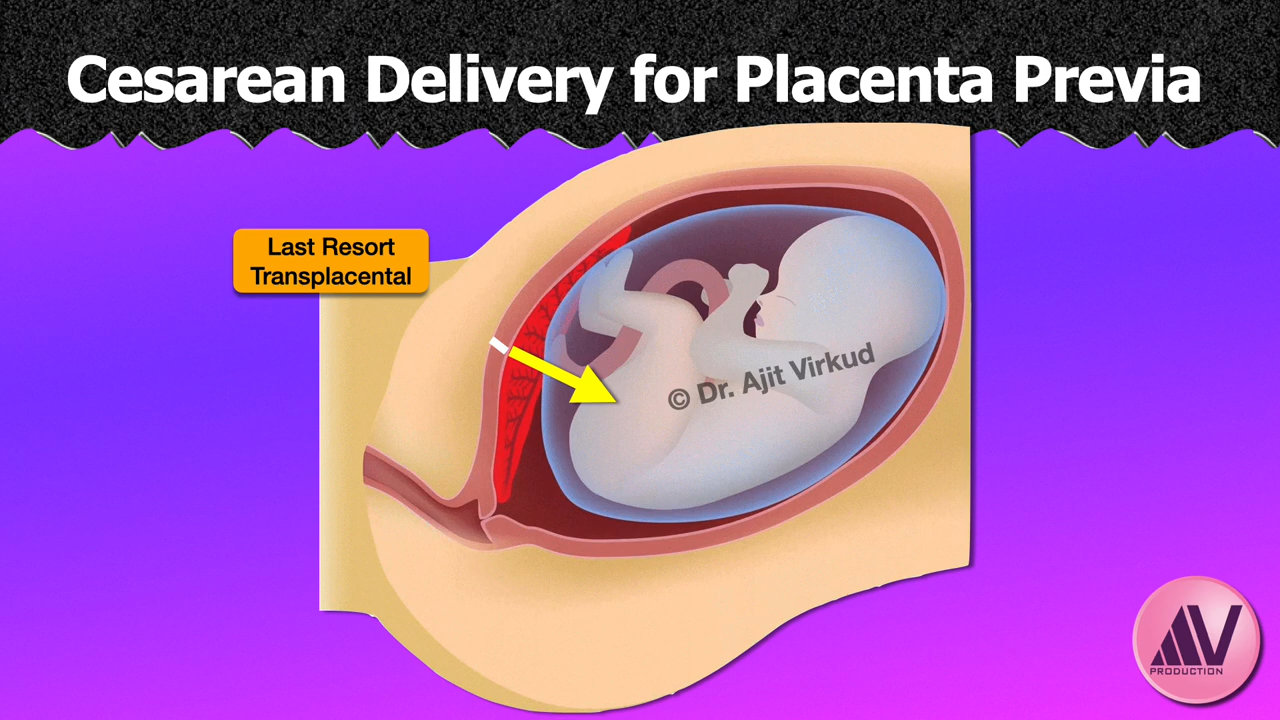 Cesarean Delivery for Placenta Previa
Last Resort
Transplacental
© Dr. Ajit Virkud
AV
PRODUCTION